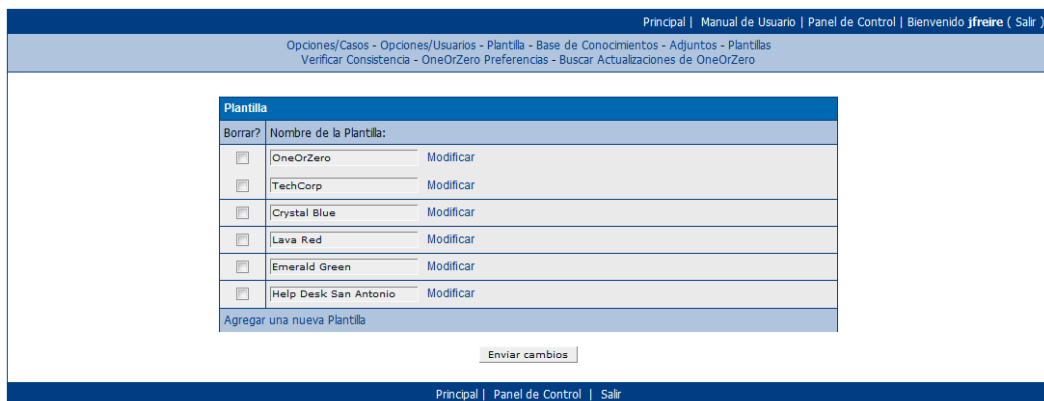 Principal | Manual de Usuario | Panel de Control | Bienvenido jfreire ( Salir )
Opciones/Casos - Opciones/Usuarios - Plantilla - Base de Conocimientos - Adjuntos - Plantillas
Verificar Consistencia - OneOrZero Preferencias - Buscar Actualizaciones de OneOrZero
Plantilla
Borrar? Nombre de la Plantilla:
OneOrZero Modificar
TechCorp Modificar
Crystal Blue Modificar
Lava Red Modificar
Emerald Green Modificar
Help Desk San Antonio Modificar
Agregar una nueva Plantilla
Enviar cambios
Principal | Panel de Control | Salir